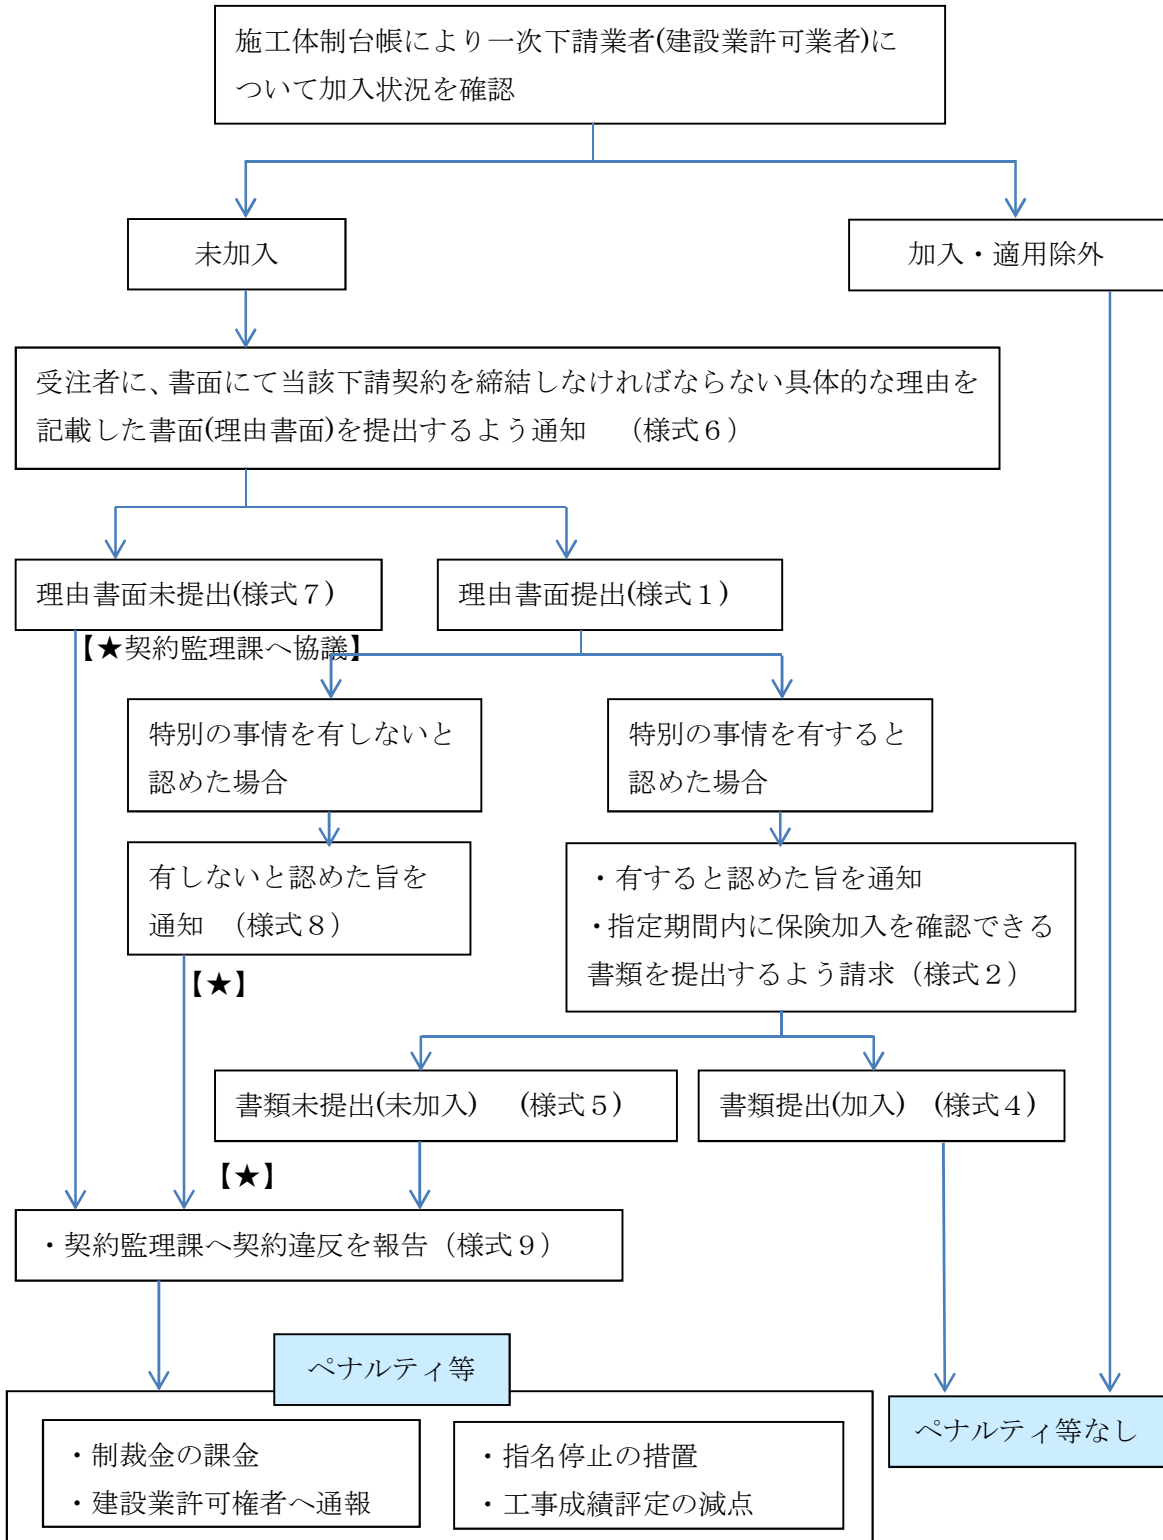 施工体制台帳により一次下請業者(建設業許可業者)に
ついて加入状況を確認
未加入
加入・適用除外
受注者に、書面にて当該下請契約を締結しなければならない具体的な理由を
記載した書面(理由書面)を提出するよう通知　（様式６）
理由書面未提出(様式７)
理由書面提出(様式１)
【★契約監理課へ協議】
特別の事情を有しないと
認めた場合
特別の事情を有すると
認めた場合
有しないと認めた旨を
通知　（様式８）
・有すると認めた旨を通知
・指定期間内に保険加入を確認できる
書類を提出するよう請求（様式２）
【★】
書類未提出(未加入)　（様式５）
書類提出(加入)　(様式４)
【★】
・契約監理課へ契約違反を報告（様式９）
ペナルティ等
ペナルティ等なし
・制裁金の課金
・建設業許可権者へ通報
・指名停止の措置
・工事成績評定の減点